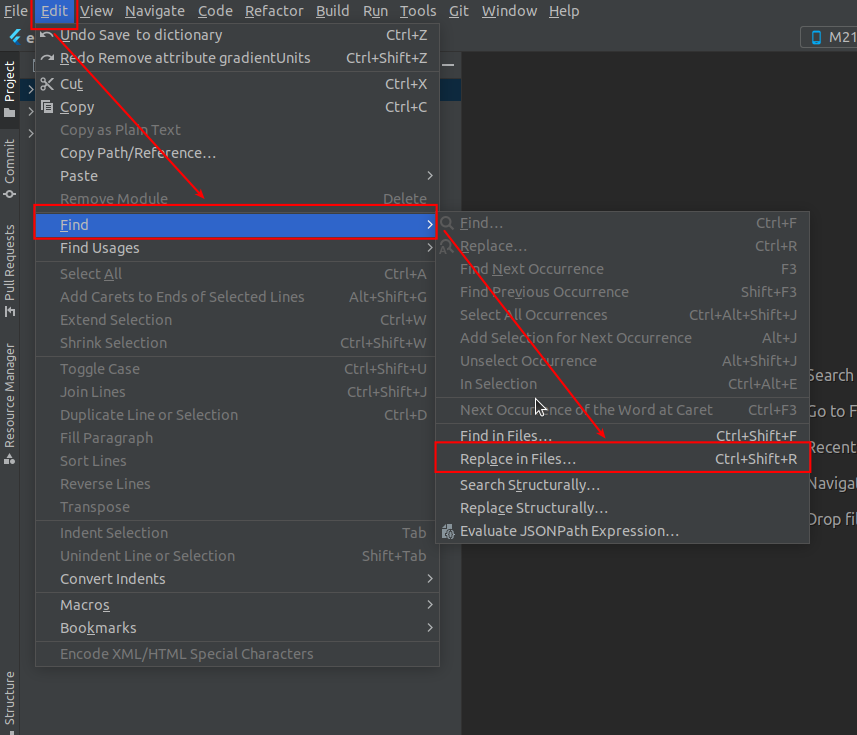 File Edit View Navigate Code Refactor Build Run Tools Git Window Help
M21
Project
Commit
Pull Requests
Resource Manager
Structure
Undo Save to dictionary Ctrl+Z
Redo Remove attribute gradientUnits Ctrl+Shift+Z
Cut Ctrl+X
Copy Ctrl+C
Copy as Plain Text
Copy Path/Reference...
Paste
Remove Module Delete
Find
Find Usages
Select All Ctrl+A
Add Carets to Ends of Selected Lines Alt+Shift+G
Extend Selection Ctrl+W
Shrink Selection Ctrl+Shift+W
Toggle Case Ctrl+Shift+U
Join Lines Ctrl+Shift+J
Duplicate Line or Selection Ctrl+D
Fill Paragraph
Sort Lines
Reverse Lines
Transpose
Indent Selection Tab
Unindent Line or Selection Shift+Tab
Convert Indents
Macros
Bookmarks
Encode XML/HTML Special Characters
Find... Ctrl+F
Replace... Ctrl+R
Find Next Occurrence F3
Find Previous Occurrence Shift+F3
Select All Occurrences Ctrl+Alt+Shift+J
Add Selection for Next Occurrence Alt+J
Unselect Occurrence Alt+Shift+J
In Selection Ctrl+Alt+E
Next Occurrence of the Word at Caret Ctrl+F3
Find in Files... Ctrl+Shift+F
Replace in Files... Ctrl+Shift+R
Search Structurally...
Replace Structurally...
Evaluate JSONPath Expression...
Search
Go to F
Recent
Navigat
Drop fil